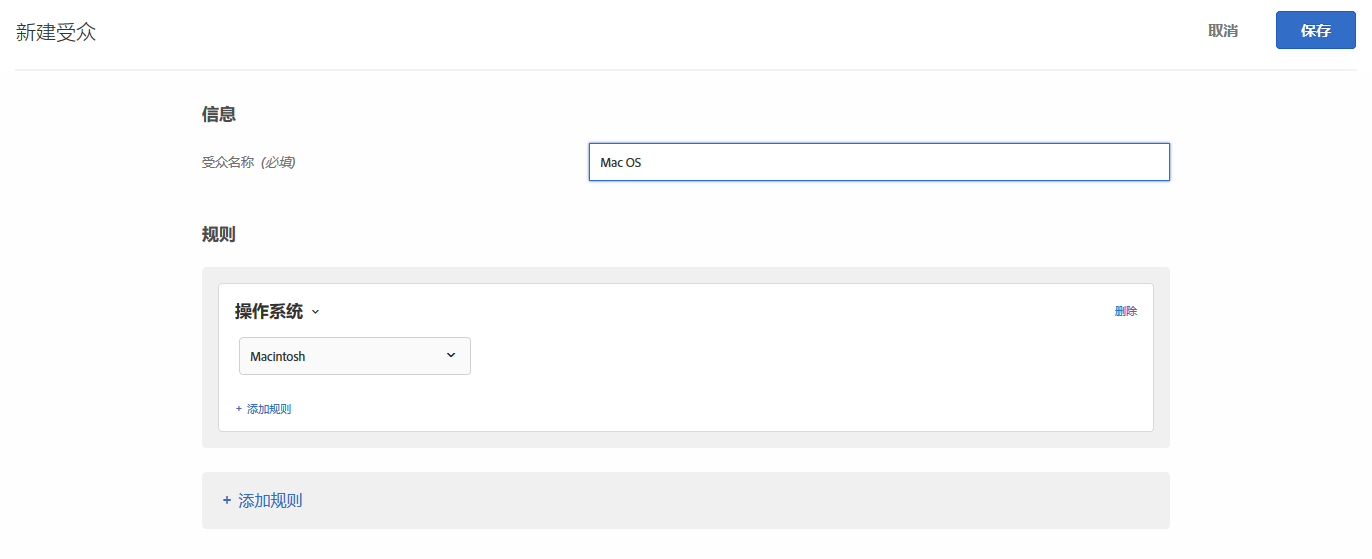 新建受众
取消
保存
信息
受众名称 (必填)
Mac OS
规则
操作系统
删除
Macintosh
+ 添加规则
+ 添加规则